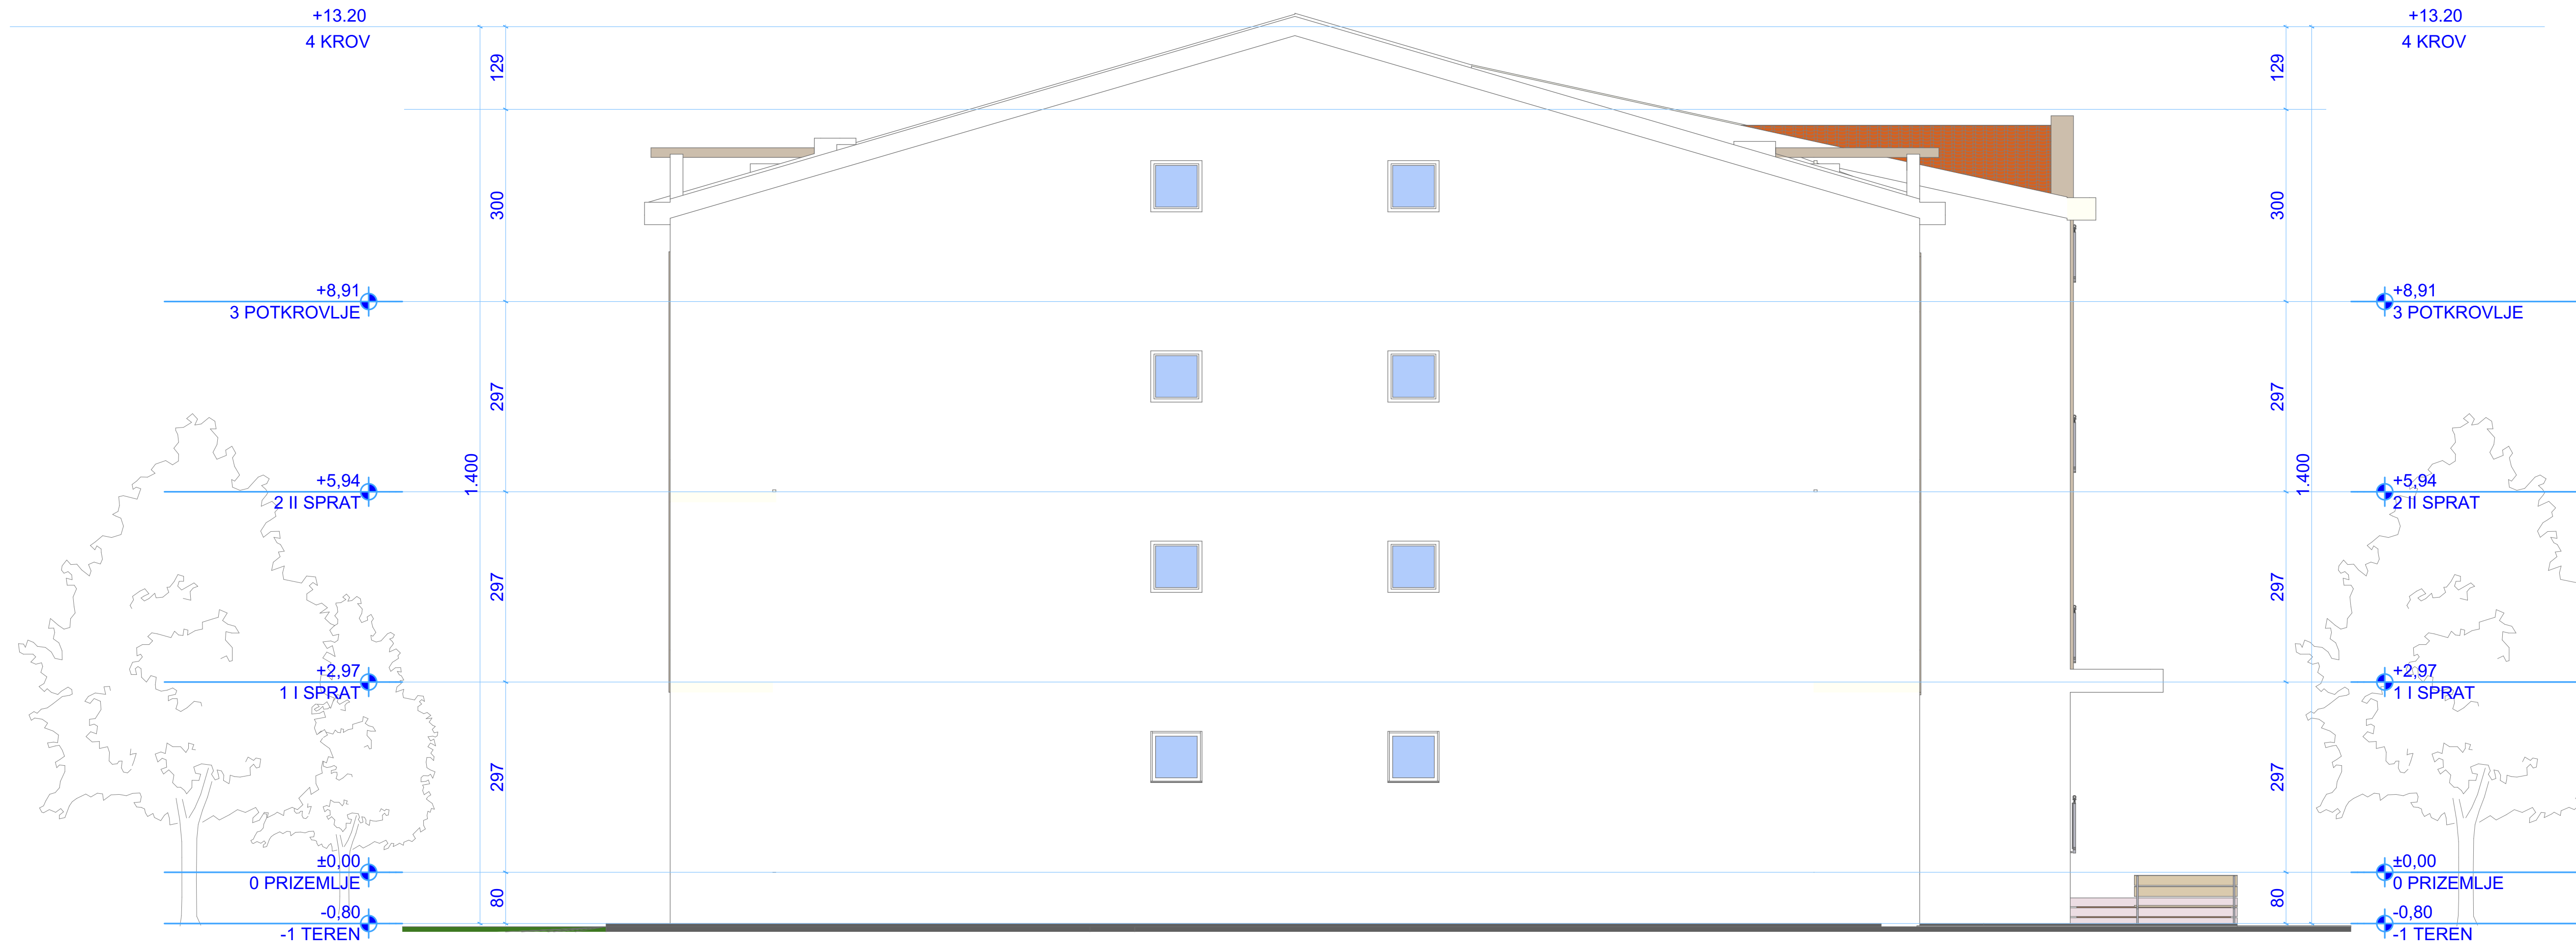 +13.20
4 KROV
129
300
+8,91
3 POTKROVLJE
297
1.400
+5,94
2 II SPRAT
297
+2,97
1 I SPRAT
297
±0,00
0 PRIZEMLJE
80
-0,80
-1 TEREN
+13.20
4 KROV
129
300
+8,91
3 POTKROVLJE
297
1.400
+5,94
2 II SPRAT
297
+2,97
1 I SPRAT
297
±0,00
0 PRIZEMLJE
80
-0,80
-1 TEREN